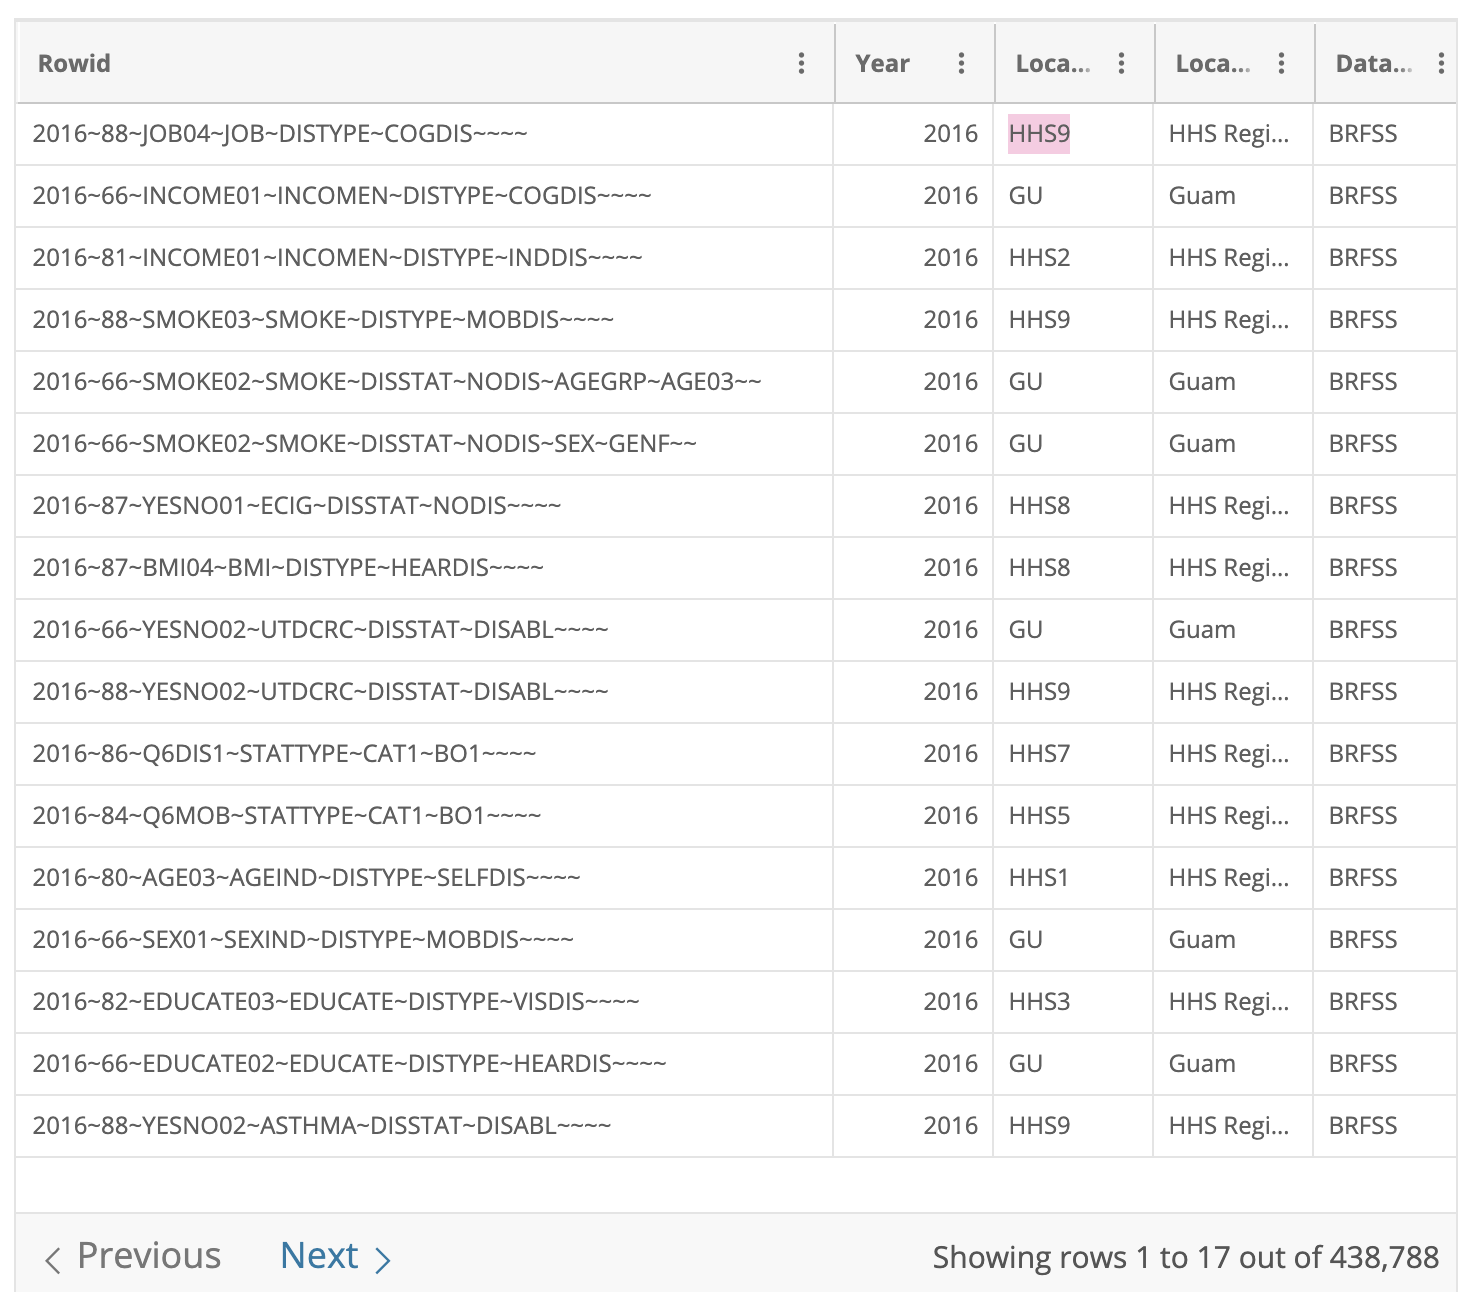 Rowid Year Loca... Loca... Data...
2016~88~JOB04~JOB~DISTYPE~COGDIS~~~~ 2016 HHS9 HHS Regi... BRFSS
2016~66~INCOME01~INCOMEN~DISTYPE~COGDIS~~~~ 2016 GU Guam BRFSS
2016~81~INCOME01~INCOMEN~DISTYPE~INDDIS~~~~ 2016 HHS2 HHS Regi... BRFSS
2016~88~SMOKE03~SMOKE~DISTYPE~MOBDIS~~~~ 2016 HHS9 HHS Regi... BRFSS
2016~66~SMOKE02~SMOKE~DISSTAT~NODIS~AGEGRP~AGE03~~ 2016 GU Guam BRFSS
2016~66~SMOKE02~SMOKE~DISSTAT~NODIS~SEX~GENF~~ 2016 GU Guam BRFSS
2016~87~YESNO01~ECIG~DISSTAT~NODIS~~~~ 2016 HHS8 HHS Regi... BRFSS
2016~87~BMI04~BMI~DISTYPE~HEARDIS~~~~ 2016 HHS8 HHS Regi... BRFSS
2016~66~YESNO02~UTDCRC~DISSTAT~DISABL~~~~ 2016 GU Guam BRFSS
2016~88~YESNO02~UTDCRC~DISSTAT~DISABL~~~~ 2016 HHS9 HHS Regi... BRFSS
2016~86~Q6DIS1~STATTYPE~CAT1~BO1~~~~ 2016 HHS7 HHS Regi... BRFSS
2016~84~Q6MOB~STATTYPE~CAT1~BO1~~~~ 2016 HHS5 HHS Regi... BRFSS
2016~80~AGE03~AGEIND~DISTYPE~SELFDIS~~~~ 2016 HHS1 HHS Regi... BRFSS
2016~66~SEX01~SEXIND~DISTYPE~MOBDIS~~~~ 2016 GU Guam BRFSS
2016~82~EDUCATE03~EDUCATE~DISTYPE~VISDIS~~~~ 2016 HHS3 HHS Regi... BRFSS
2016~66~EDUCATE02~EDUCATE~DISTYPE~HEARDIS~~~~ 2016 GU Guam BRFSS
2016~88~YESNO02~ASTHMA~DISSTAT~DISABL~~~~ 2016 HHS9 HHS Regi... BRFSS
Previous Next Showing rows 1 to 17 out of 438,788